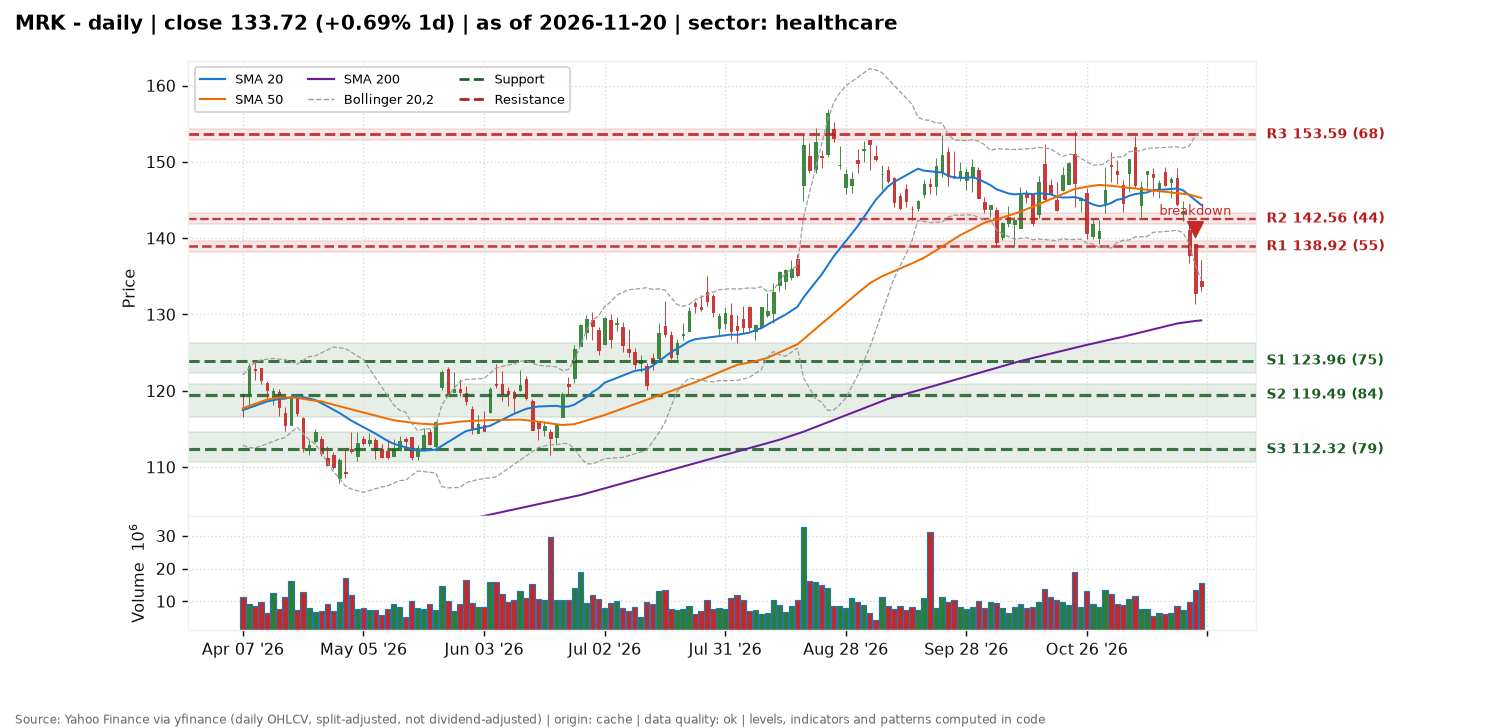 MRK - daily | close 133.72 (+0.69% 1d) | as of 2026-11-20 | sector: healthcare
SMA 20
SMA 50
SMA 200
Bollinger 20,2
Support
Resistance
Price
160
150
140
130
120
110
R3 153.59 (68)
breakdown
R2 142.56 (44)
R1 138.92 (55)
S1 123.96 (75)
S2 119.49 (84)
S3 112.32 (79)
Volume 10⁶
30
20
10
Apr 07 '26 May 05 '26 Jun 03 '26 Jul 02 '26 Jul 31 '26 Aug 28 '26 Sep 28 '26 Oct 26 '26
Source: Yahoo Finance via yfinance (daily OHLCV, split-adjusted, not dividend-adjusted) | origin: cache | data quality: ok | levels, indicators and patterns computed in code